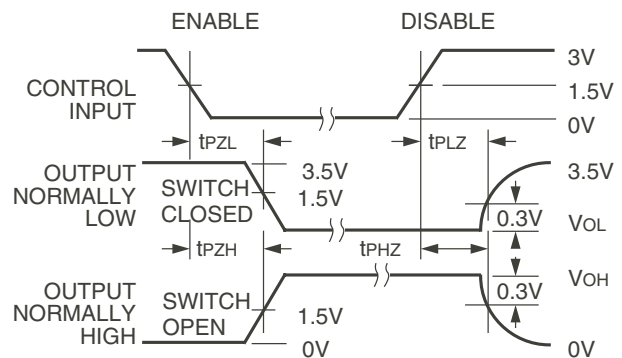 ENABLE
DISABLE
CONTROL
INPUT
3V
1.5V
0V
tPZL
tPLZ
OUTPUT
NORMALLY
LOW
SWITCH
CLOSED
3.5V
1.5V
3.5V
0.3V
VOL
tPZH
tPHZ
OUTPUT
NORMALLY
HIGH
SWITCH
OPEN
1.5V
0V
0.3V
VOH
0V